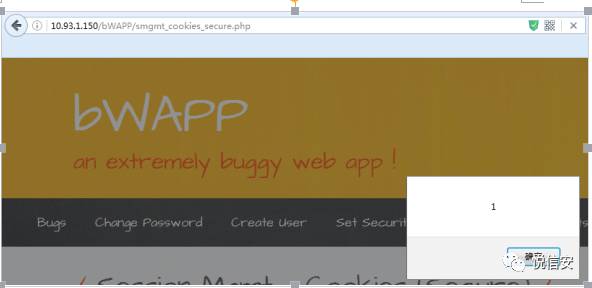 10.93.1.150/bWAPP/smgmt_cookies_secure.php
bWAPP
an extremely buggy web app !
Bugs Change Password Create User Set Securit
1
确定
悦信安
/ Session Mgmt. - Cookies (Secure) /